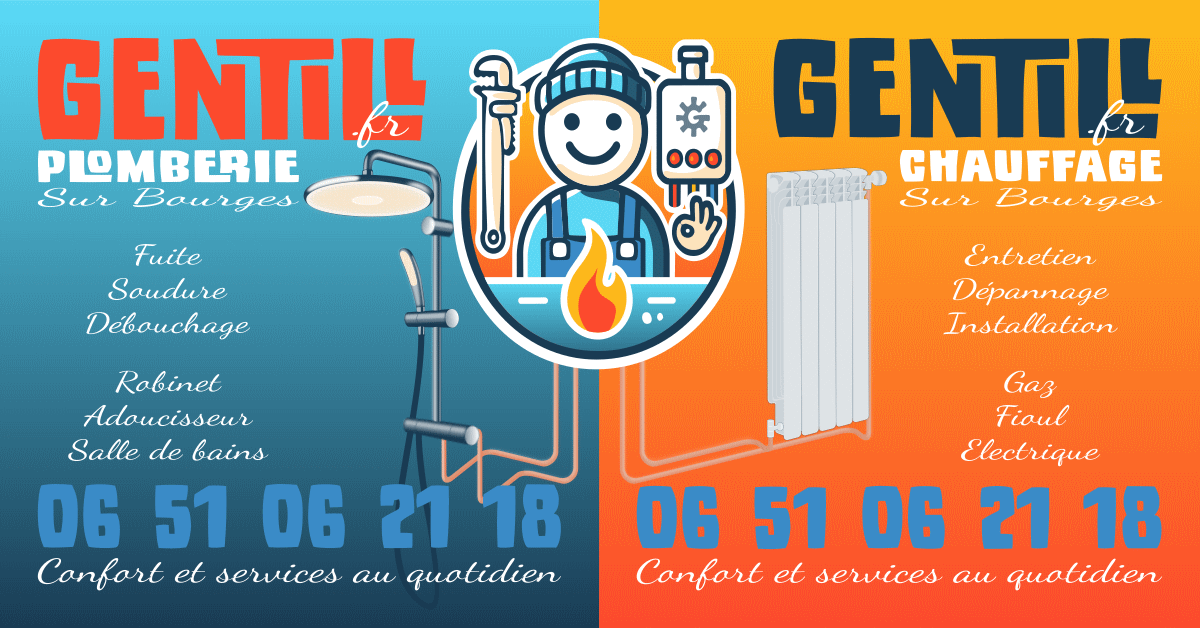 GENTILL
.fr
PLOMBERIE
Sur Bourges
Fuite
Soudure
Débouchage
Robinet
Adoucisseur
Salle de bains
06 51 06 21 18
Confort et services au quotidien
G
GENTILL
.fr
CHAUFFAGE
Sur Bourges
Entretien
Dépannage
Installation
Gaz
Fioul
Electrique
06 51 06 21 18
Confort et services au quotidien